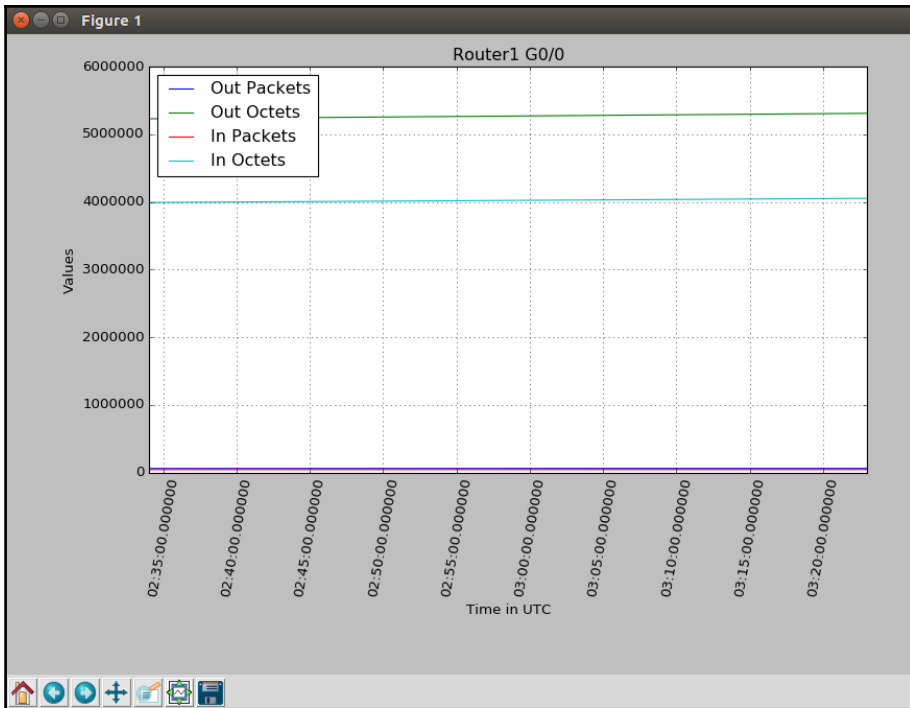 Figure 1
Router1 G0/0
6000000
5000000
4000000
3000000
2000000
1000000
0
Values
Out Packets
Out Octets
In Packets
In Octets
02:35:00.000000
02:40:00.000000
02:45:00.000000
02:50:00.000000
02:55:00.000000
03:00:00.000000
03:05:00.000000
03:10:00.000000
03:15:00.000000
03:20:00.000000
Time in UTC